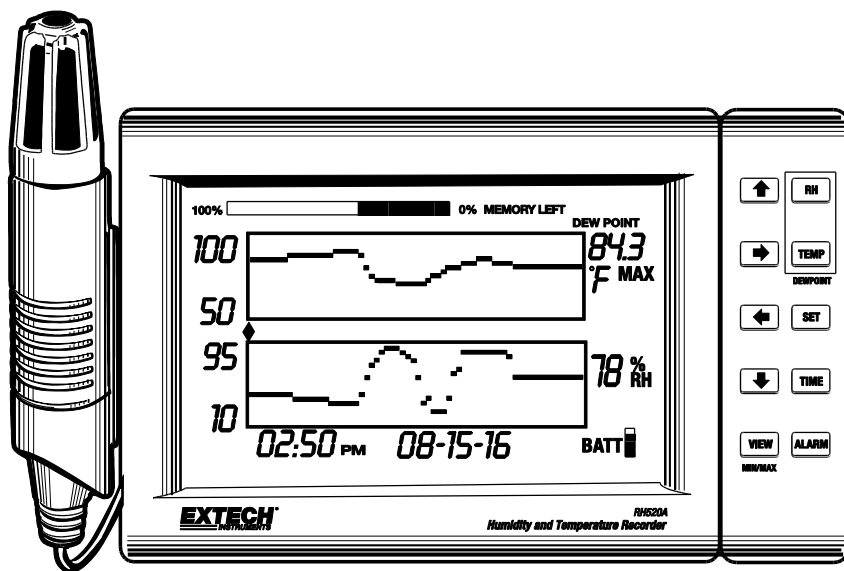 100% 0% MEMORY LEFT
DEW POINT
100 84.3
°F MAX
50
95 78 % RH
10
02:50 PM 08-15-16 BATT
EXTECH
INSTRUMENTS
RH520A
Humidity and Temperature Recorder
RH
TEMP
DEWPOINT
SET
TIME
VIEW ALARM
MIN/MAX